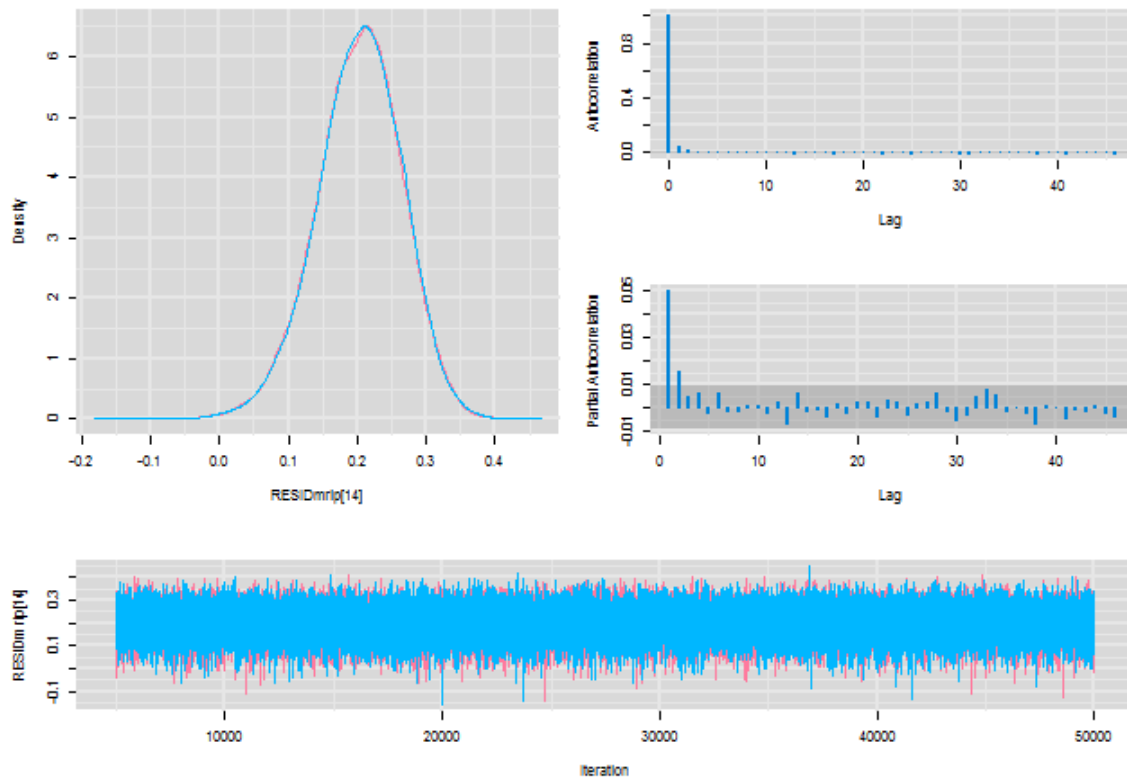 Density
0 1 2 3 4 5 6
-0.2 -0.1 0.0 0.1 0.2 0.3 0.4
RESIDmrip[14]
Autocorrelation
0.0 0.4 0.8
0 10 20 30 40
Lag
Partial Autocorrelation
-0.01 0.01 0.03 0.05
0 10 20 30 40
Lag
RESIDmrip[14]
-0.1 0.1 0.3
10000 20000 30000 40000 50000
Iteration